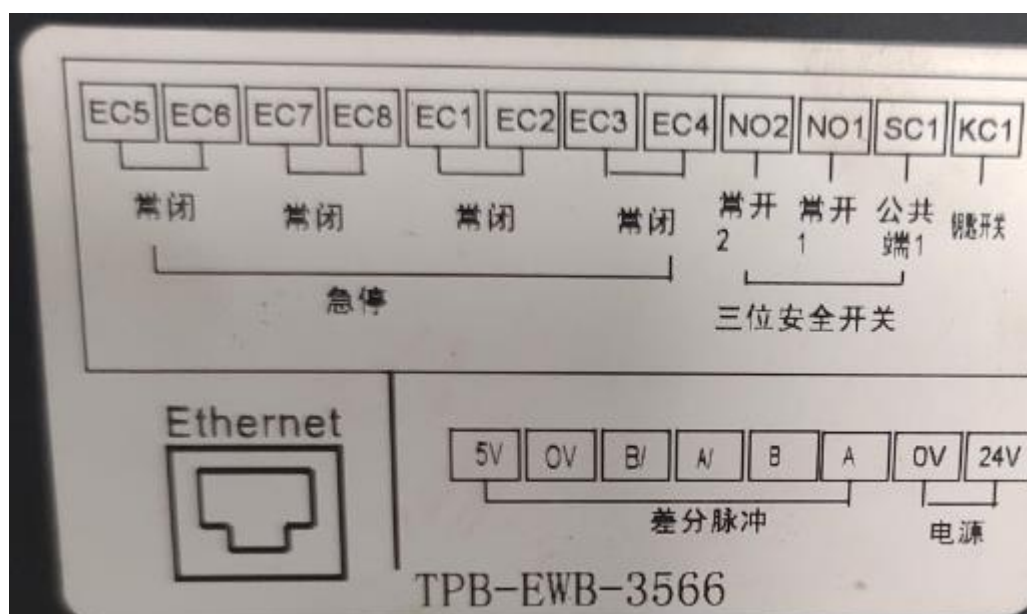 EC5 EC6 EC7 EC8 EC1 EC2 EC3 EC4 NO2 NO1 SC1 KC1
常闭 常闭 常闭 常闭 常开2 常开1 公共端1 钥匙开关
急停 三位安全开关
Ethernet
5V 0V B/ A/ B A 0V 24V
差分脉冲 电源
TPB-EWB-3566